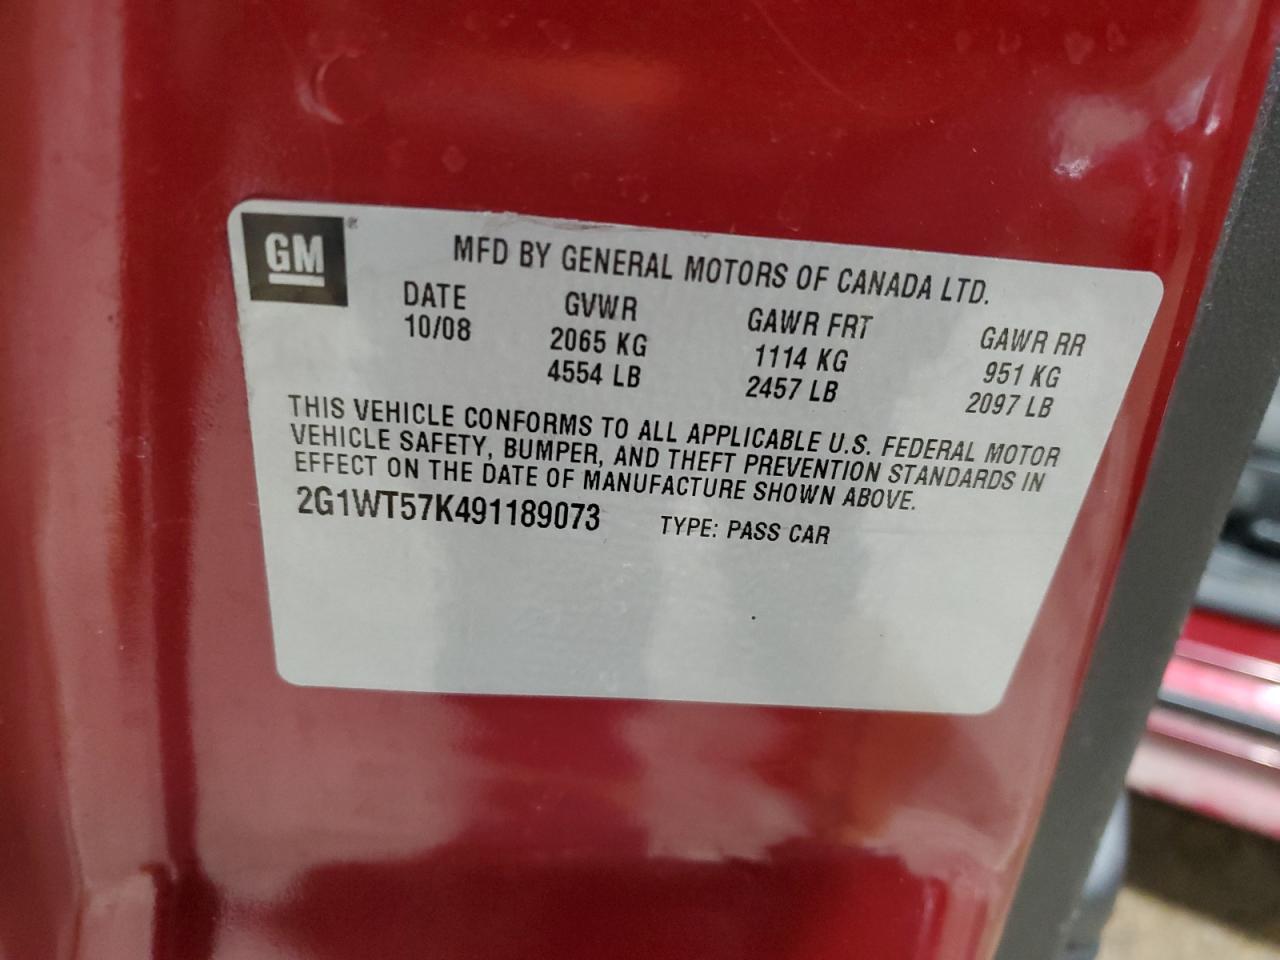 GM®
MFD BY GENERAL MOTORS OF CANADA LTD.
DATE GVWR GAWR FRT GAWR RR
10/08 2065 KG 1114 KG 951 KG
4554 LB 2457 LB 2097 LB
THIS VEHICLE CONFORMS TO ALL APPLICABLE U.S. FEDERAL MOTOR
VEHICLE SAFETY, BUMPER, AND THEFT PREVENTION STANDARDS IN
EFFECT ON THE DATE OF MANUFACTURE SHOWN ABOVE.
2G1WT57K491189073 TYPE: PASS CAR